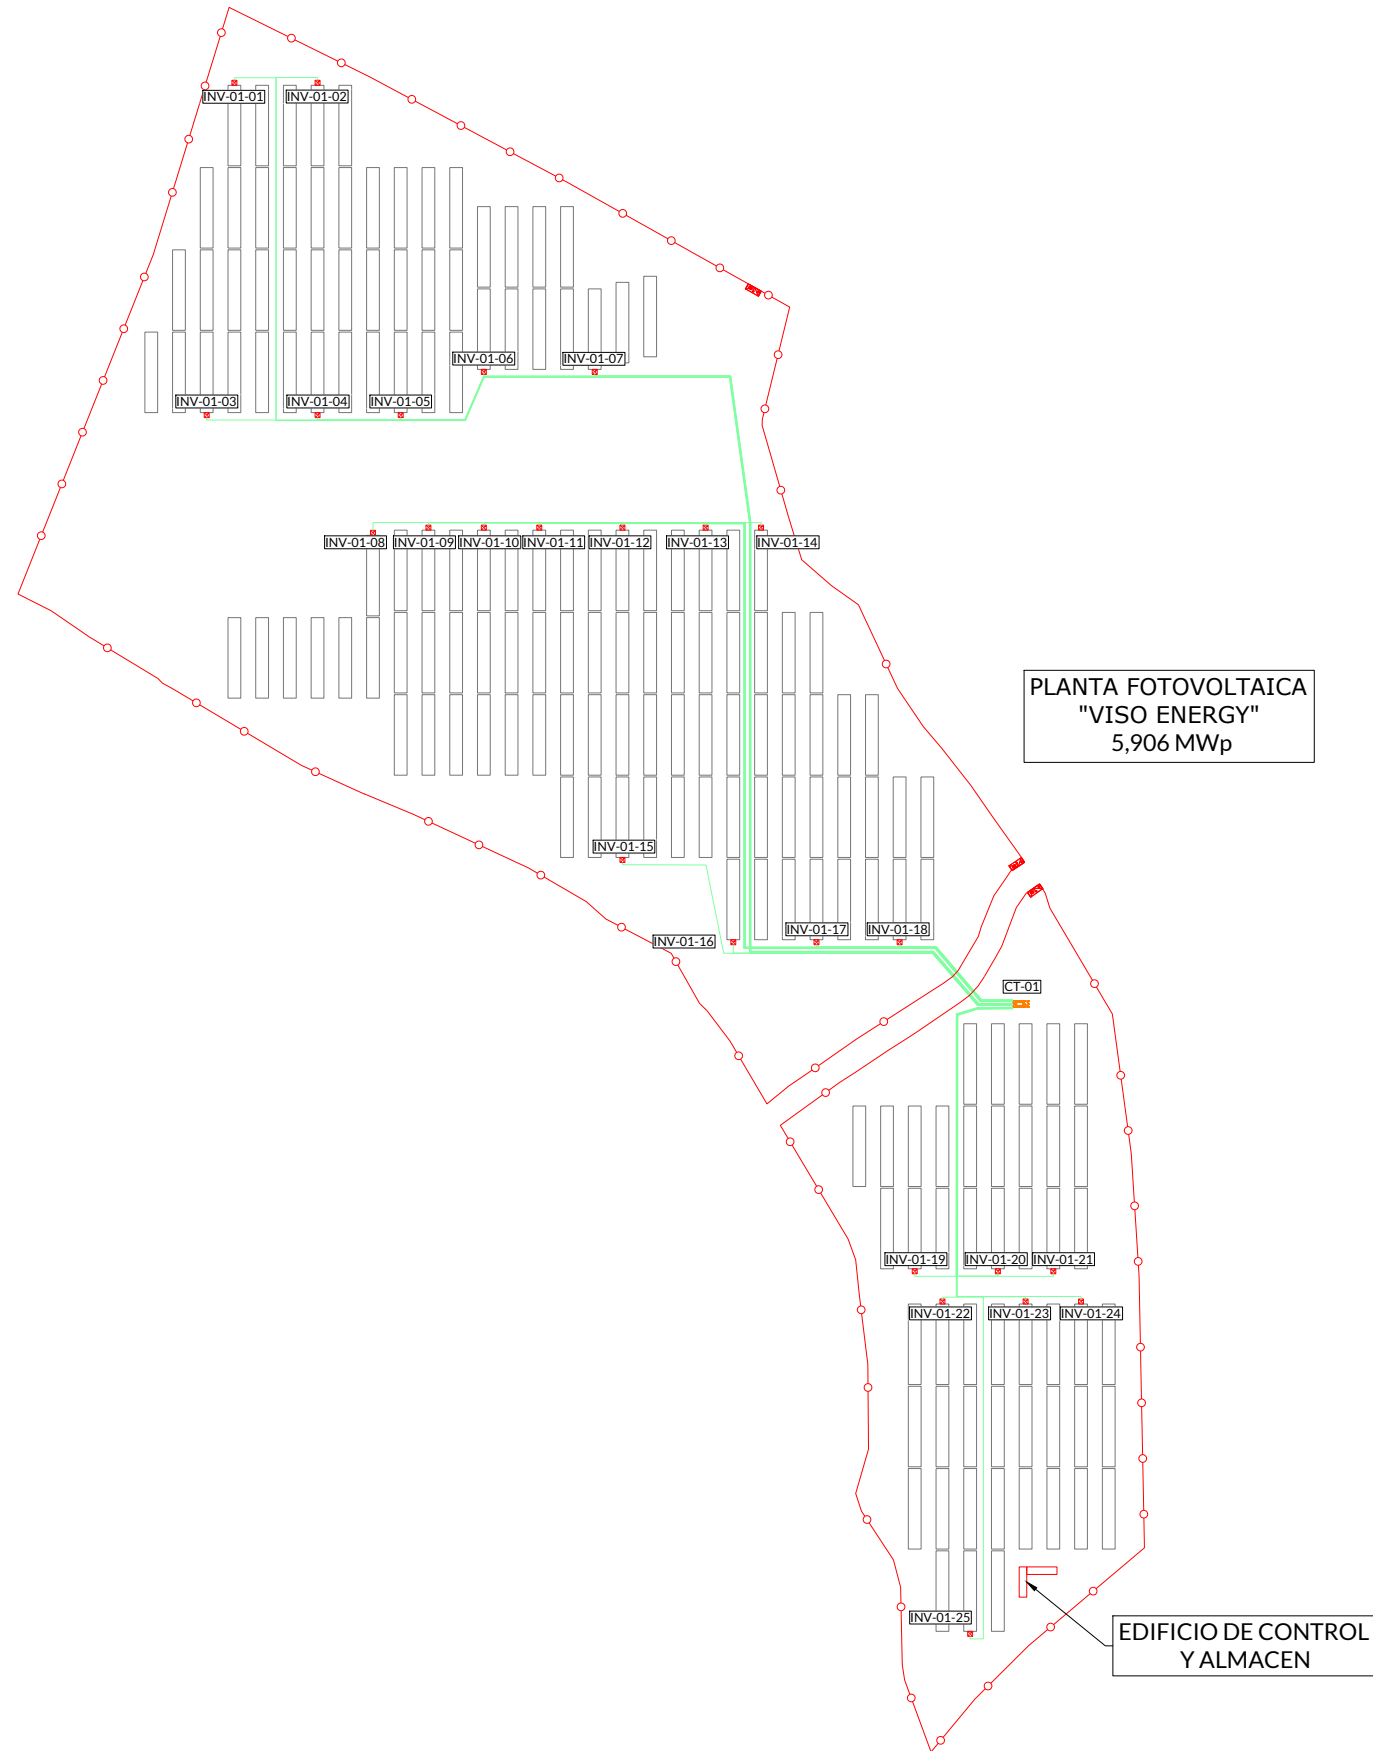 INV-01-01
INV-01-02
INV-01-06
INV-01-07
INV-01-03
INV-01-04
INV-01-05
INV-01-08
INV-01-09
INV-01-10
INV-01-11
INV-01-12
INV-01-13
INV-01-14
PLANTA FOTOVOLTAICA
"VISO ENERGY"
5,906 MWp
INV-01-15
INV-01-16
INV-01-17
INV-01-18
CT-01
INV-01-19
INV-01-20
INV-01-21
INV-01-22
INV-01-23
INV-01-24
INV-01-25
EDIFICIO DE CONTROL
Y ALMACEN